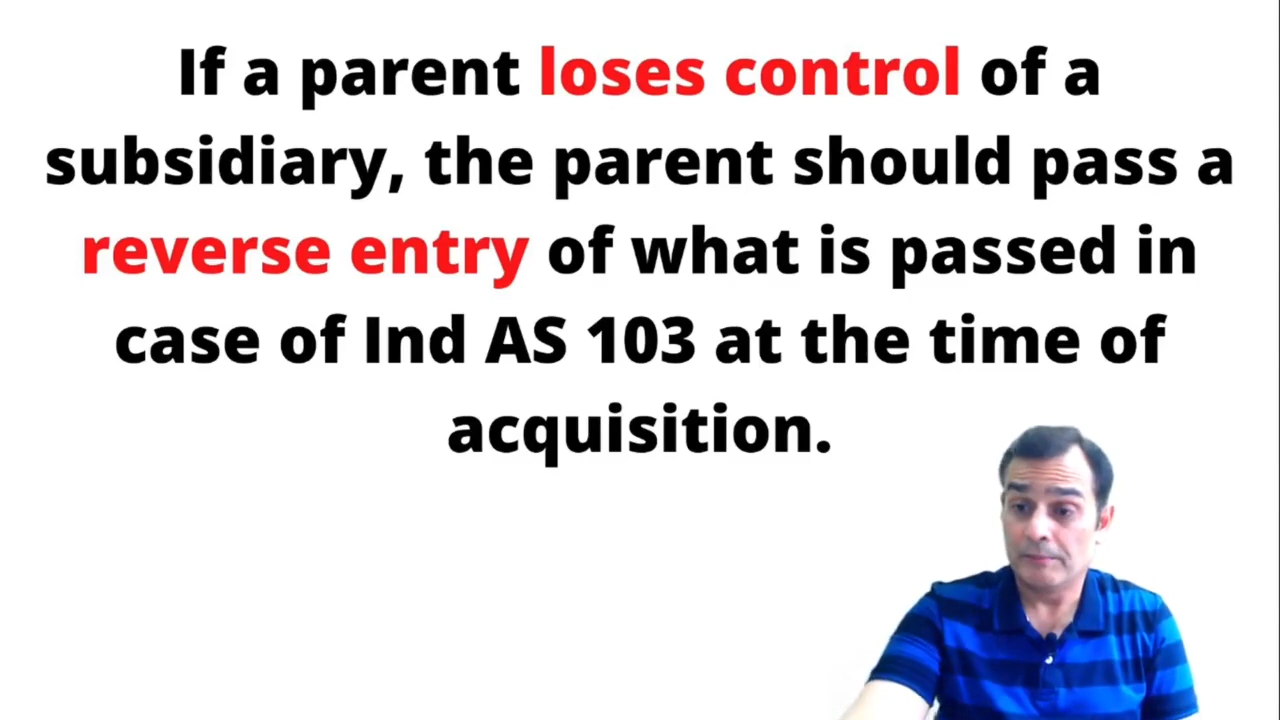 If a parent loses control of a
subsidiary, the parent should pass a
reverse entry of what is passed in
case of Ind AS 103 at the time of
acquisition.